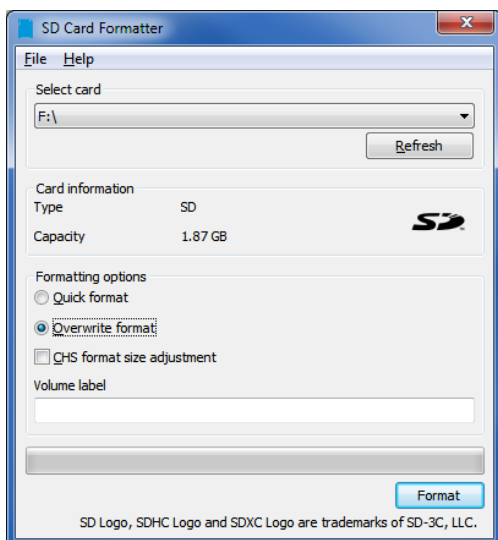 SD Card Formatter
File Help
Select card
F:\
Refresh
Card information
Type SD
Capacity 1.87 GB
SD
Formatting options
Quick format
Overwrite format
CHS format size adjustment
Volume label
Format
SD Logo, SDHC Logo and SDXC Logo are trademarks of SD-3C, LLC.